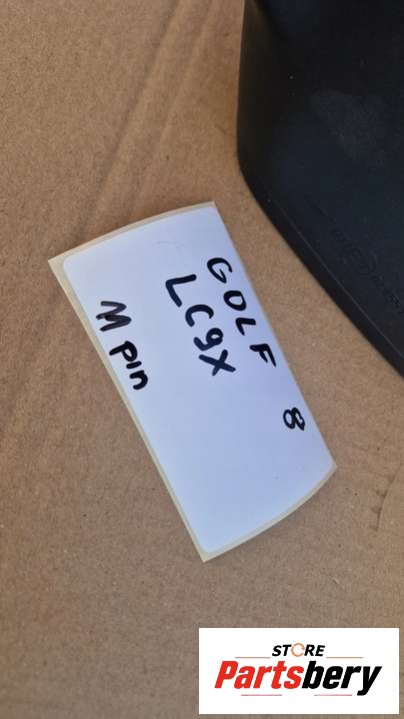 GOLF 8
LC9X
M pin
STORE
Partsbery